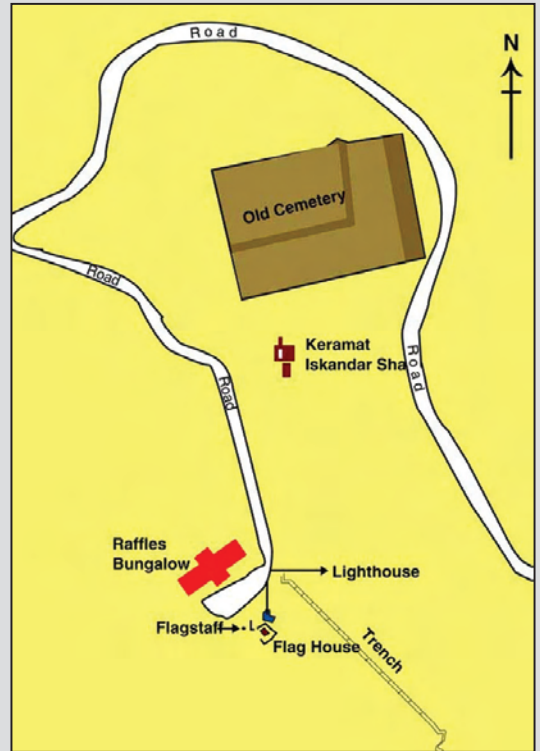 Road
N
Old Cemetery
Road
Keramat
Iskandar Sha
Road
Road
Raffles
Bungalow
Lighthouse
Flagstaff
Flag House
Trench